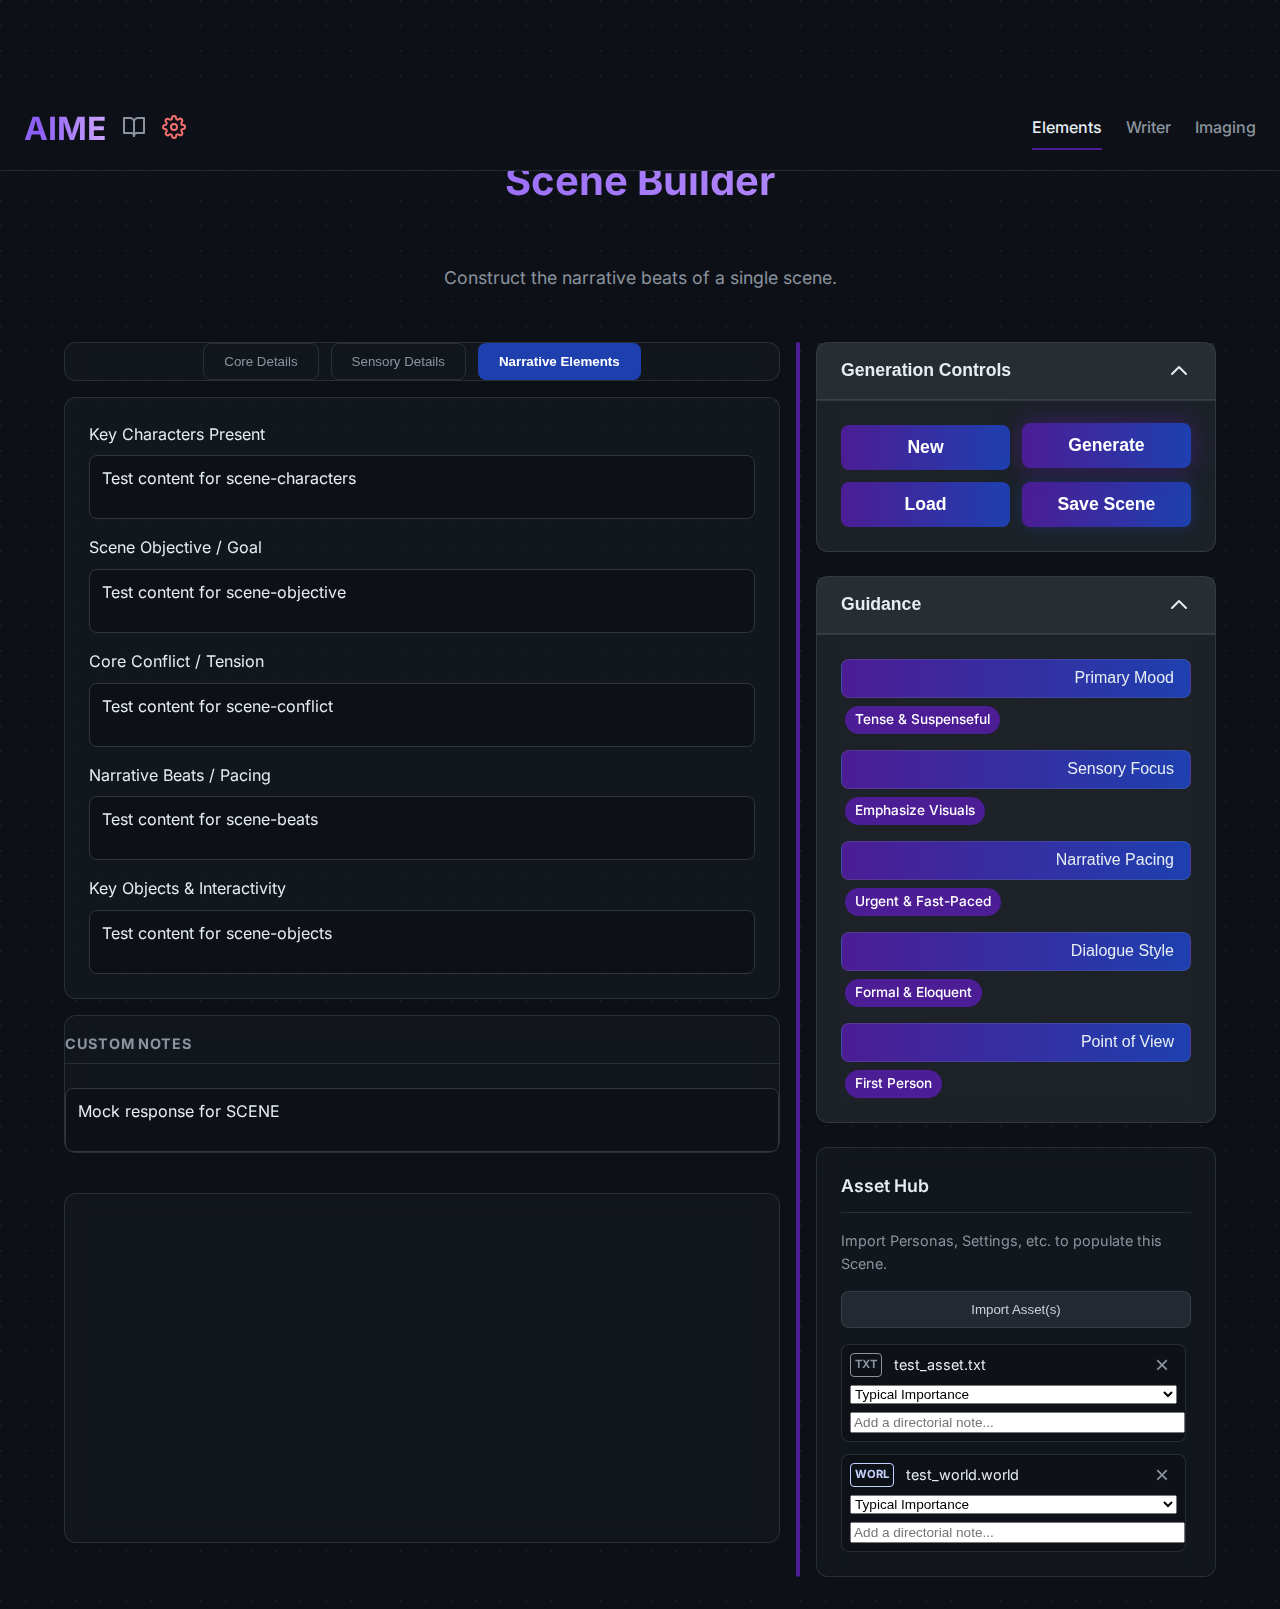 AIME
Elements
Writer
Imaging
Scene Builder
Construct the narrative beats of a single scene.
Core Details
Sensory Details
Narrative Elements
Key Characters Present
Test content for scene-characters
Scene Objective / Goal
Test content for scene-objective
Core Conflict / Tension
Test content for scene-conflict
Narrative Beats / Pacing
Test content for scene-beats
Key Objects & Interactivity
Test content for scene-objects
CUSTOM NOTES
Mock response for SCENE
Generation Controls
New
Generate
Load
Save Scene
Guidance
Primary Mood
Tense & Suspenseful
Sensory Focus
Emphasize Visuals
Narrative Pacing
Urgent & Fast-Paced
Dialogue Style
Formal & Eloquent
Point of View
First Person
Asset Hub
Import Personas, Settings, etc. to populate this
Scene.
Import Asset(s)
TXT
test_asset.txt
Typical Importance
Add a directorial note...
WORL
test_world.world
Typical Importance
Add a directorial note...